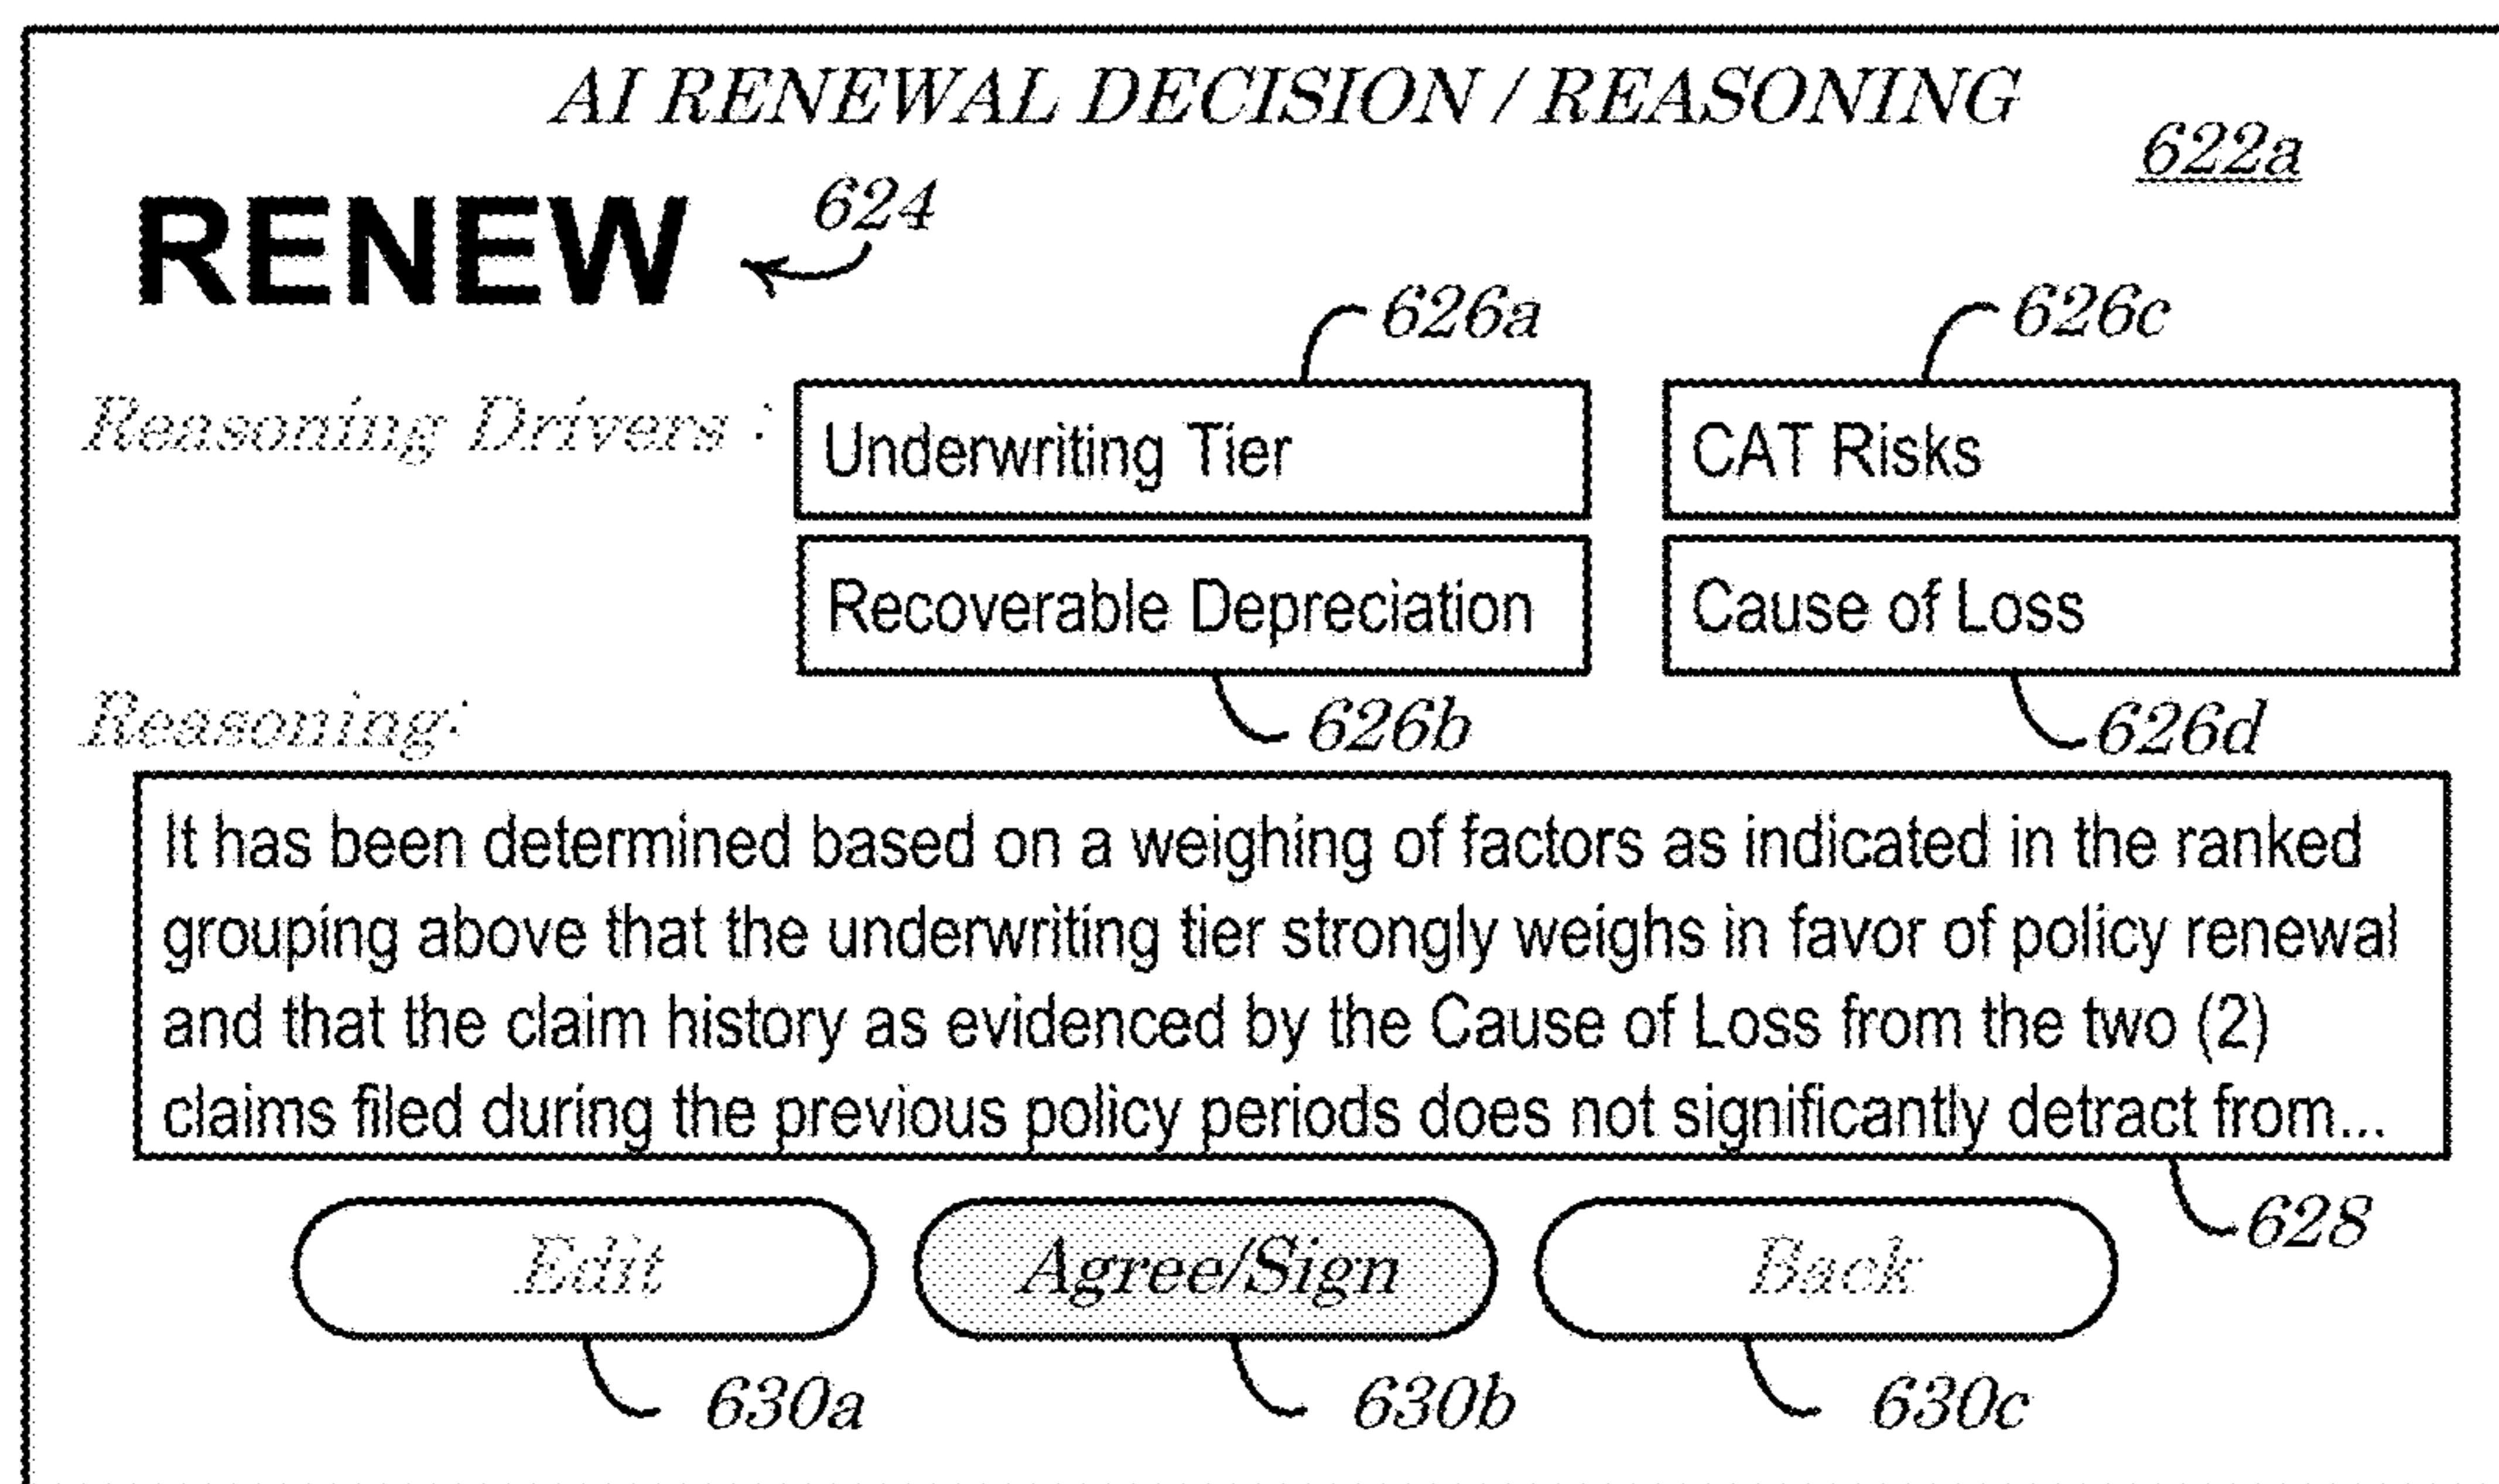 AI RENEWAL DECISION / REASONING
622a
RENEW
624
626a
626c
Reasoning Drivers :
Underwriting Tier
CAT Risks
Recoverable Depreciation
Cause of Loss
626b
626d
Reasoning:
It has been determined based on a weighing of factors as indicated in the ranked
grouping above that the underwriting tier strongly weighs in favor of policy renewal
and that the claim history as evidenced by the Cause of Loss from the two (2)
claims filed during the previous policy periods does not significantly detract from...
628
Edit
Agree/Sign
Back
630a
630b
630c